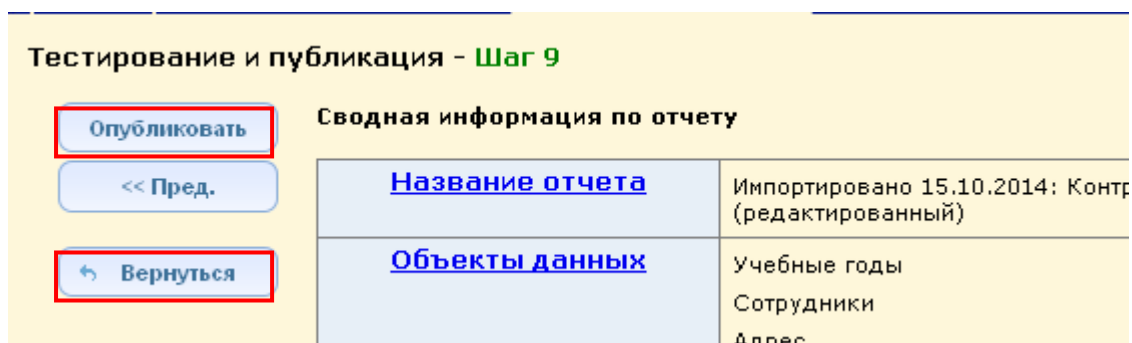 Тестирование и публикация - Шаг 9
Опубликовать
<< Пред.
Вернуться
Сводная информация по отчету
Название отчета
Импортировано 15.10.2014: Контр
(редактированный)
Объекты данных
Учебные годы
Сотрудники
Адрес